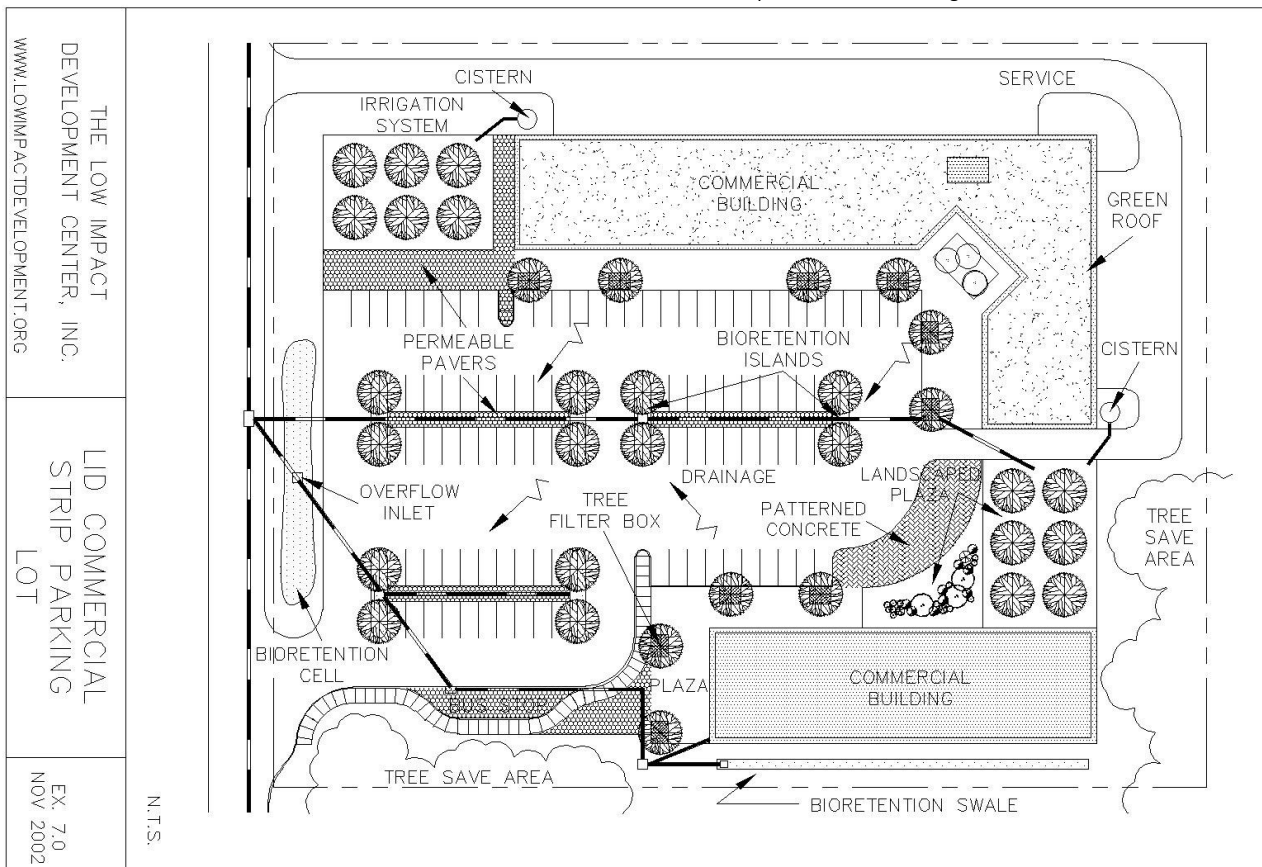 THE LOW IMPACT
DEVELOPMENT CENTER, INC.
WWW.LOWIMPACTDEVELOPMENT.ORG
LID COMMERCIAL
STRIP PARKING
LOT
EX. 7.0
NOV 2002
N.T.S.
CISTERN
IRRIGATION
SYSTEM
SERVICE
COMMERCIAL
BUILDING
GREEN
ROOF
PERMEABLE
PAVERS
BIORETENTION
ISLANDS
CISTERN
OVERFLOW
INLET
TREE
FILTER BOX
DRAINAGE
PATTERNED
CONCRETE
LANDSCAPED
PLAZA
TREE
SAVE
AREA
BIORETENTION
CELL
BUS STOP
PLAZA
COMMERCIAL
BUILDING
TREE SAVE AREA
BIORETENTION SWALE